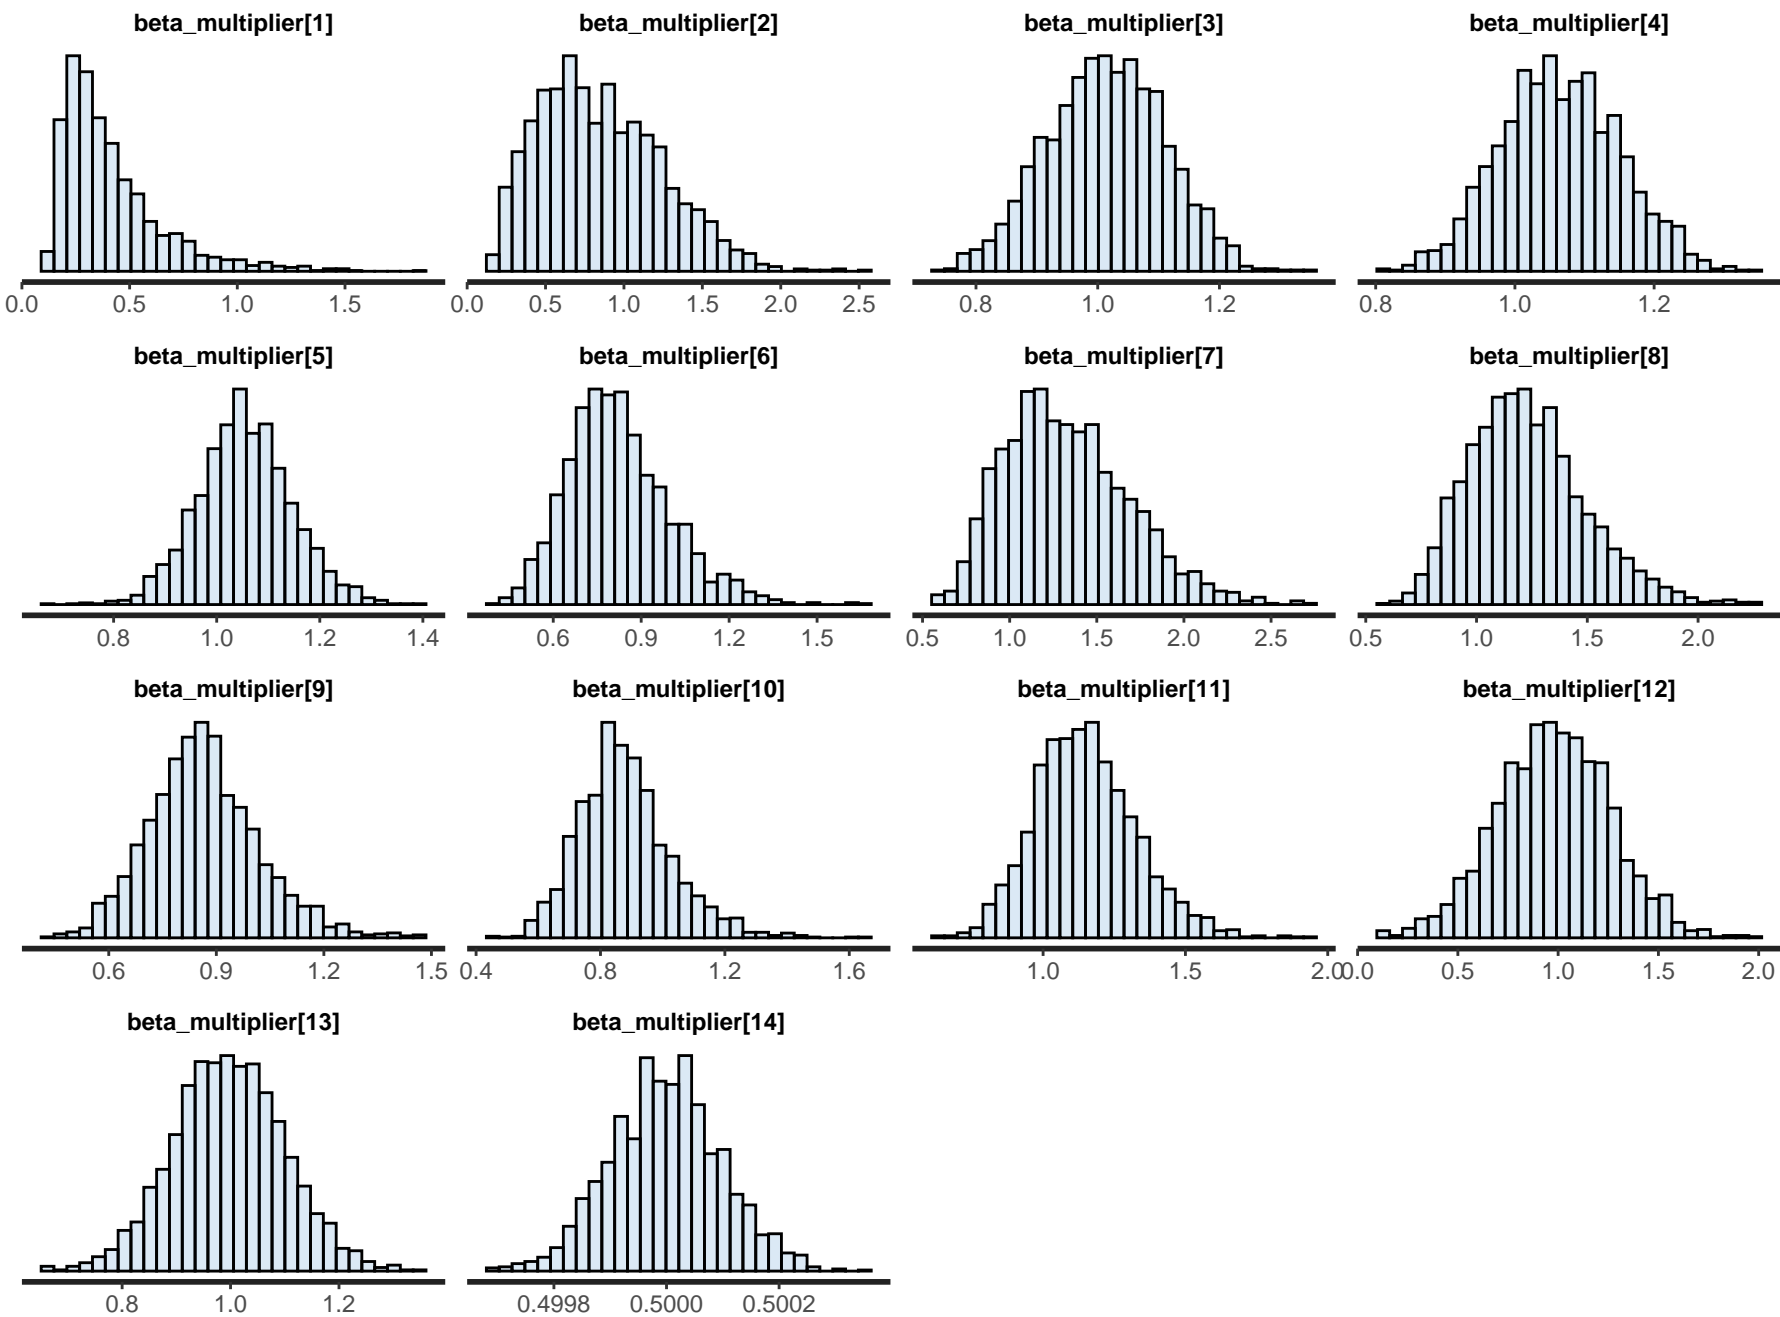 beta_multiplier[1] beta_multiplier[2] beta_multiplier[3] beta_multiplier[4]
0.0 0.5 1.0 1.5 0.0 0.5 1.0 1.5 2.0 2.5 0.8 1.0 1.2 0.8 1.0 1.2
beta_multiplier[5] beta_multiplier[6] beta_multiplier[7] beta_multiplier[8]
0.8 1.0 1.2 1.4 0.6 0.9 1.2 1.5 0.5 1.0 1.5 2.0 2.5 0.5 1.0 1.5 2.0
beta_multiplier[9] beta_multiplier[10] beta_multiplier[11] beta_multiplier[12]
0.6 0.9 1.2 1.5 0.4 0.8 1.2 1.6 1.0 1.5 2.0 0.0 0.5 1.0 1.5 2.0
beta_multiplier[13] beta_multiplier[14]
0.8 1.0 1.2 0.4998 0.5000 0.5002